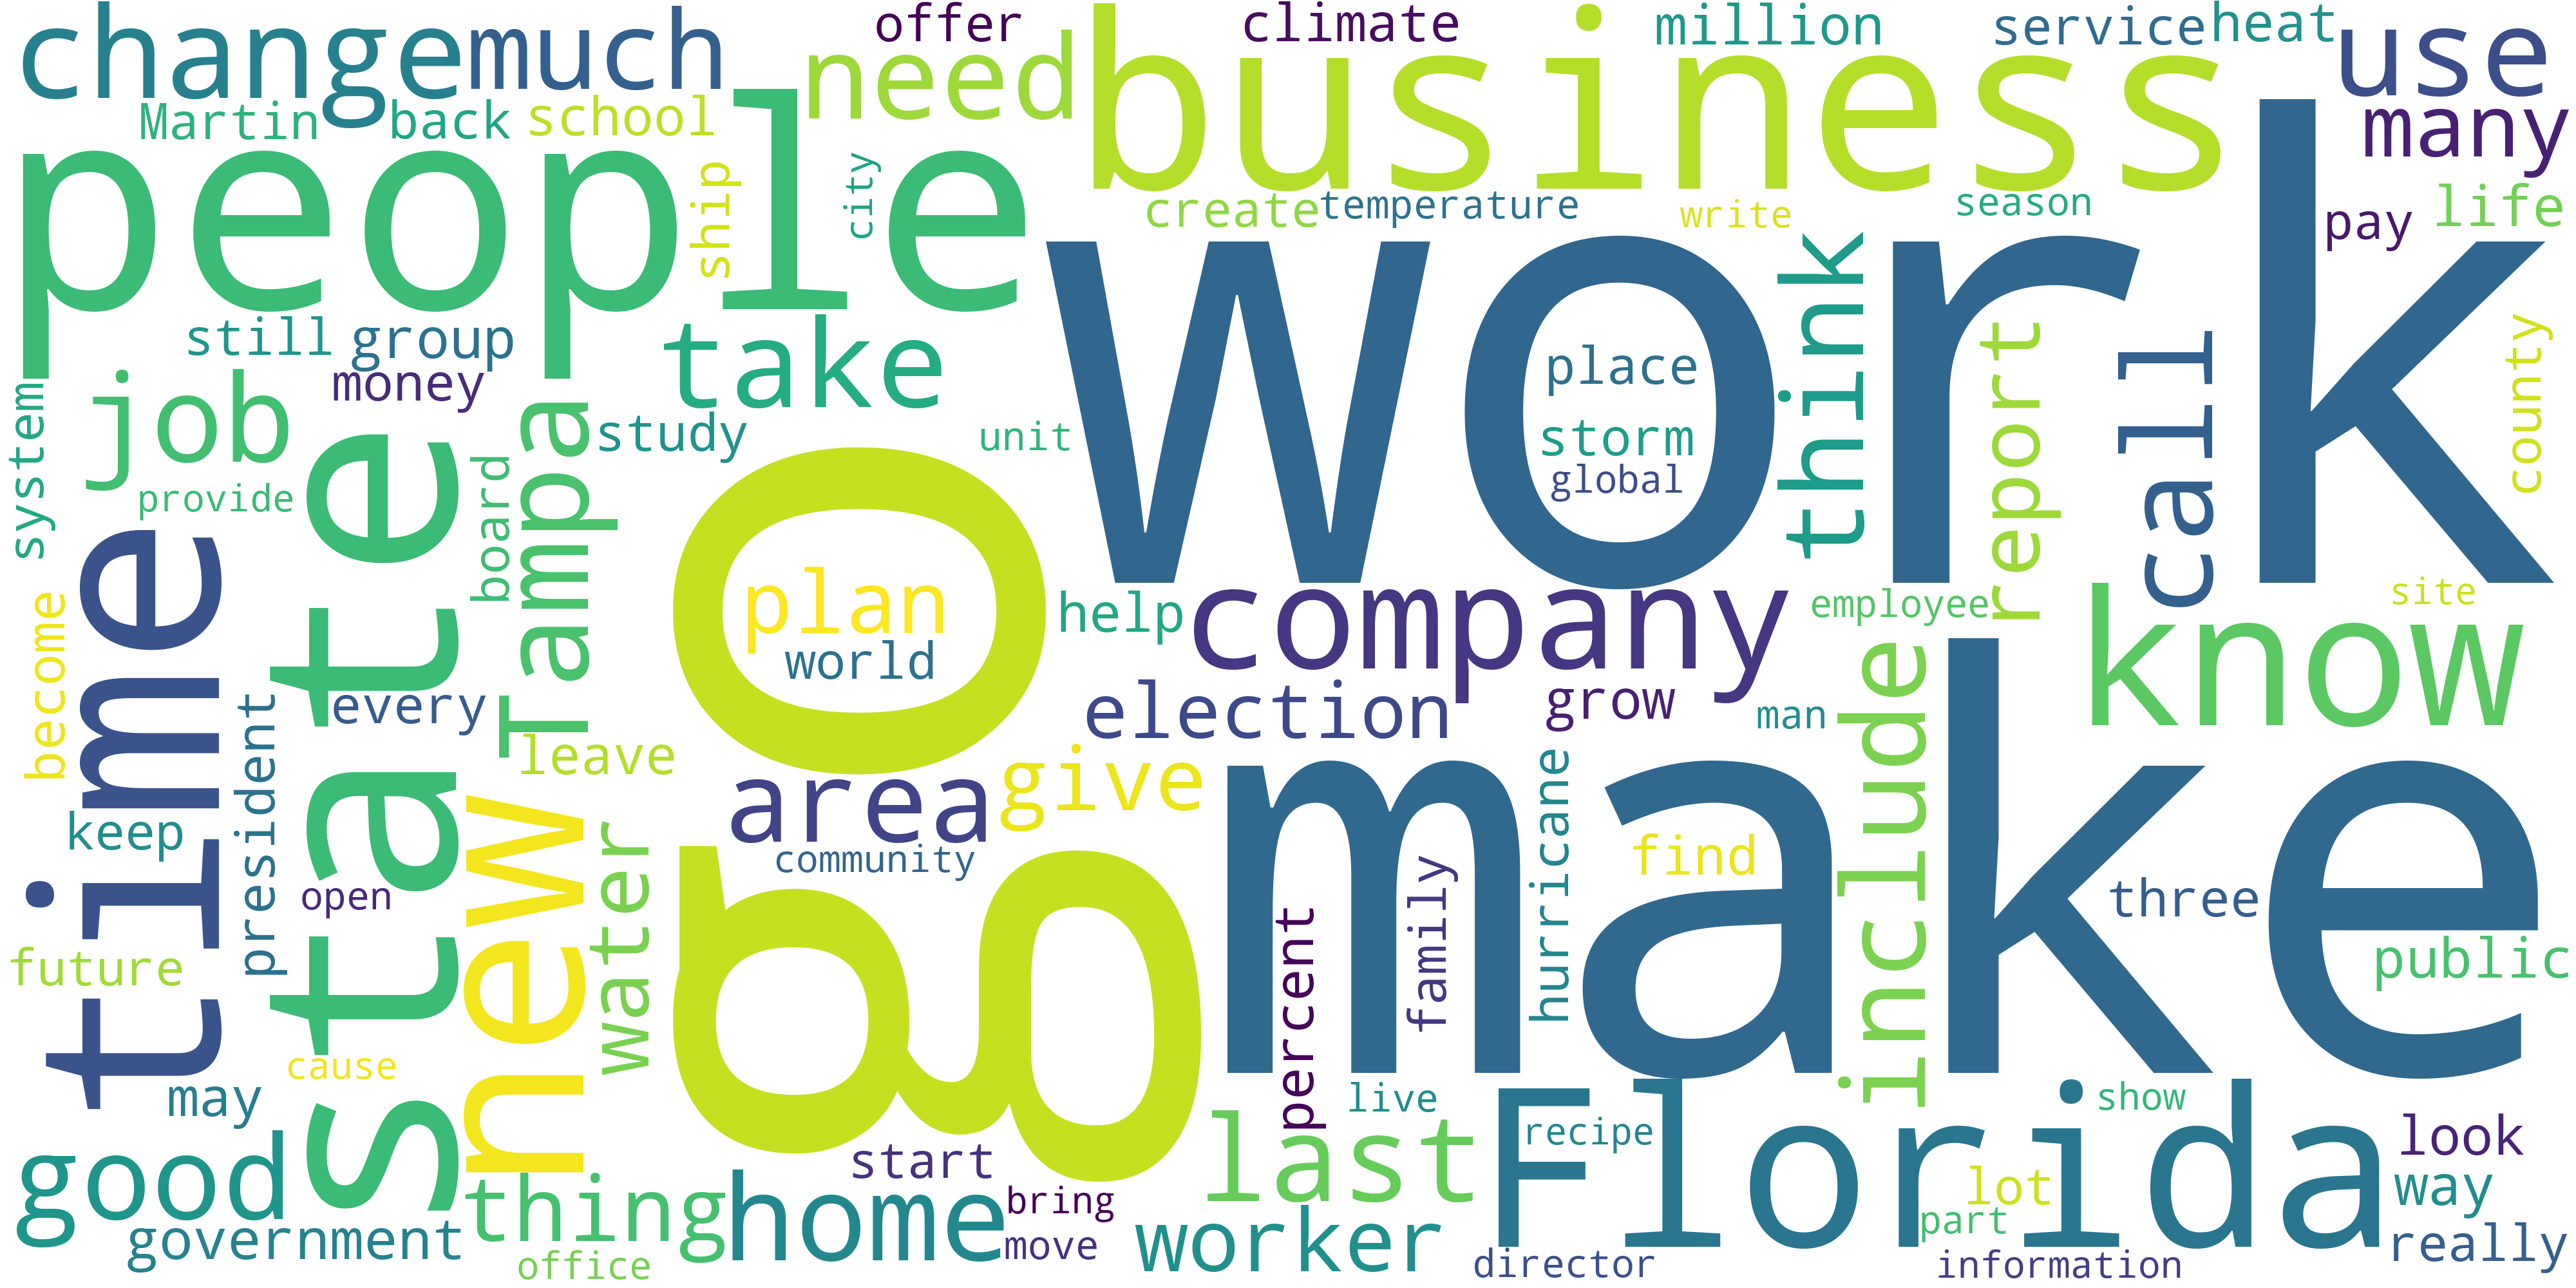 change
much
offer
climate
million
service
heat
use
need
business
many
Martin
back
school
people
ship
city
create
temperature
write
season
pay
life
work
think
call
report
county
still
group
take
place
storm
global
job
money
study
unit
system
provide
board
Tampa
state
time
go
plan
world
help
company
employee
know
site
become
president
every
leave
election
grow
man
include
area
give
make
hurricane
find
family
percent
three
public
keep
open
new
water
community
future
cause
may
live
last
Florida
recipe
show
look
good
government
thing
home
start
bring
move
office
worker
director
lot
part
way
really
information